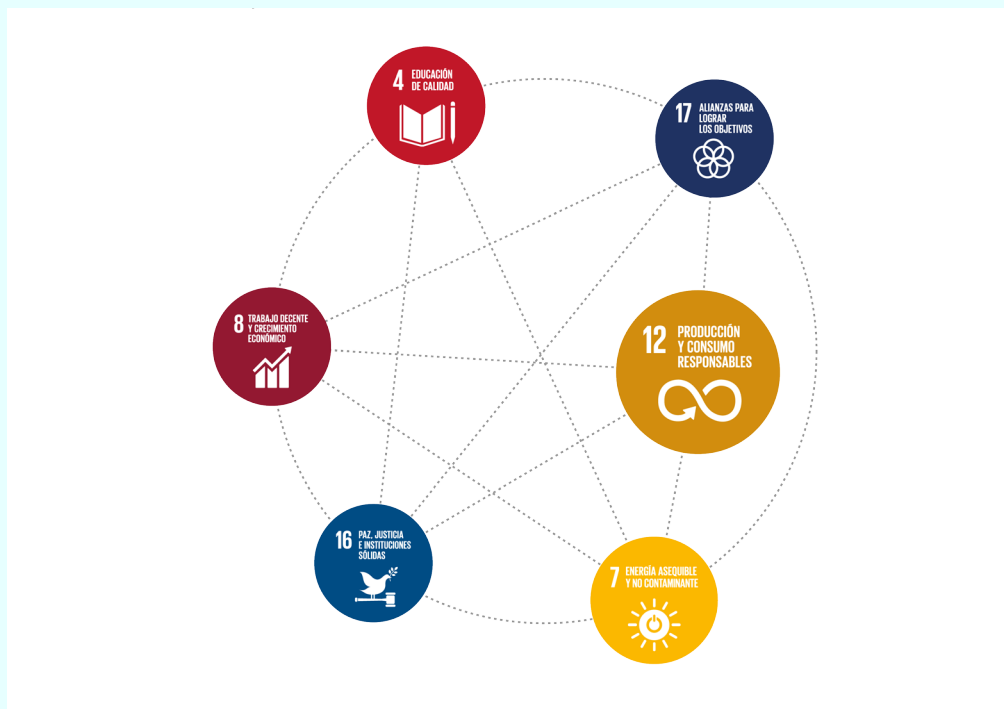 4 EDUCACIÓN
DE CALIDAD
17 ALIANZAS PARA
LOGRAR
LOS OBJETIVOS
8 TRABAJO DECENTE
Y CRECIMIENTO
ECONÓMICO
12 PRODUCCIÓN
Y CONSUMO
RESPONSABLES
16 PAZ, JUSTICIA
E INSTITUCIONES
SÓLIDAS
7 ENERGÍA ASEQUIBLE
Y NO CONTAMINANTE